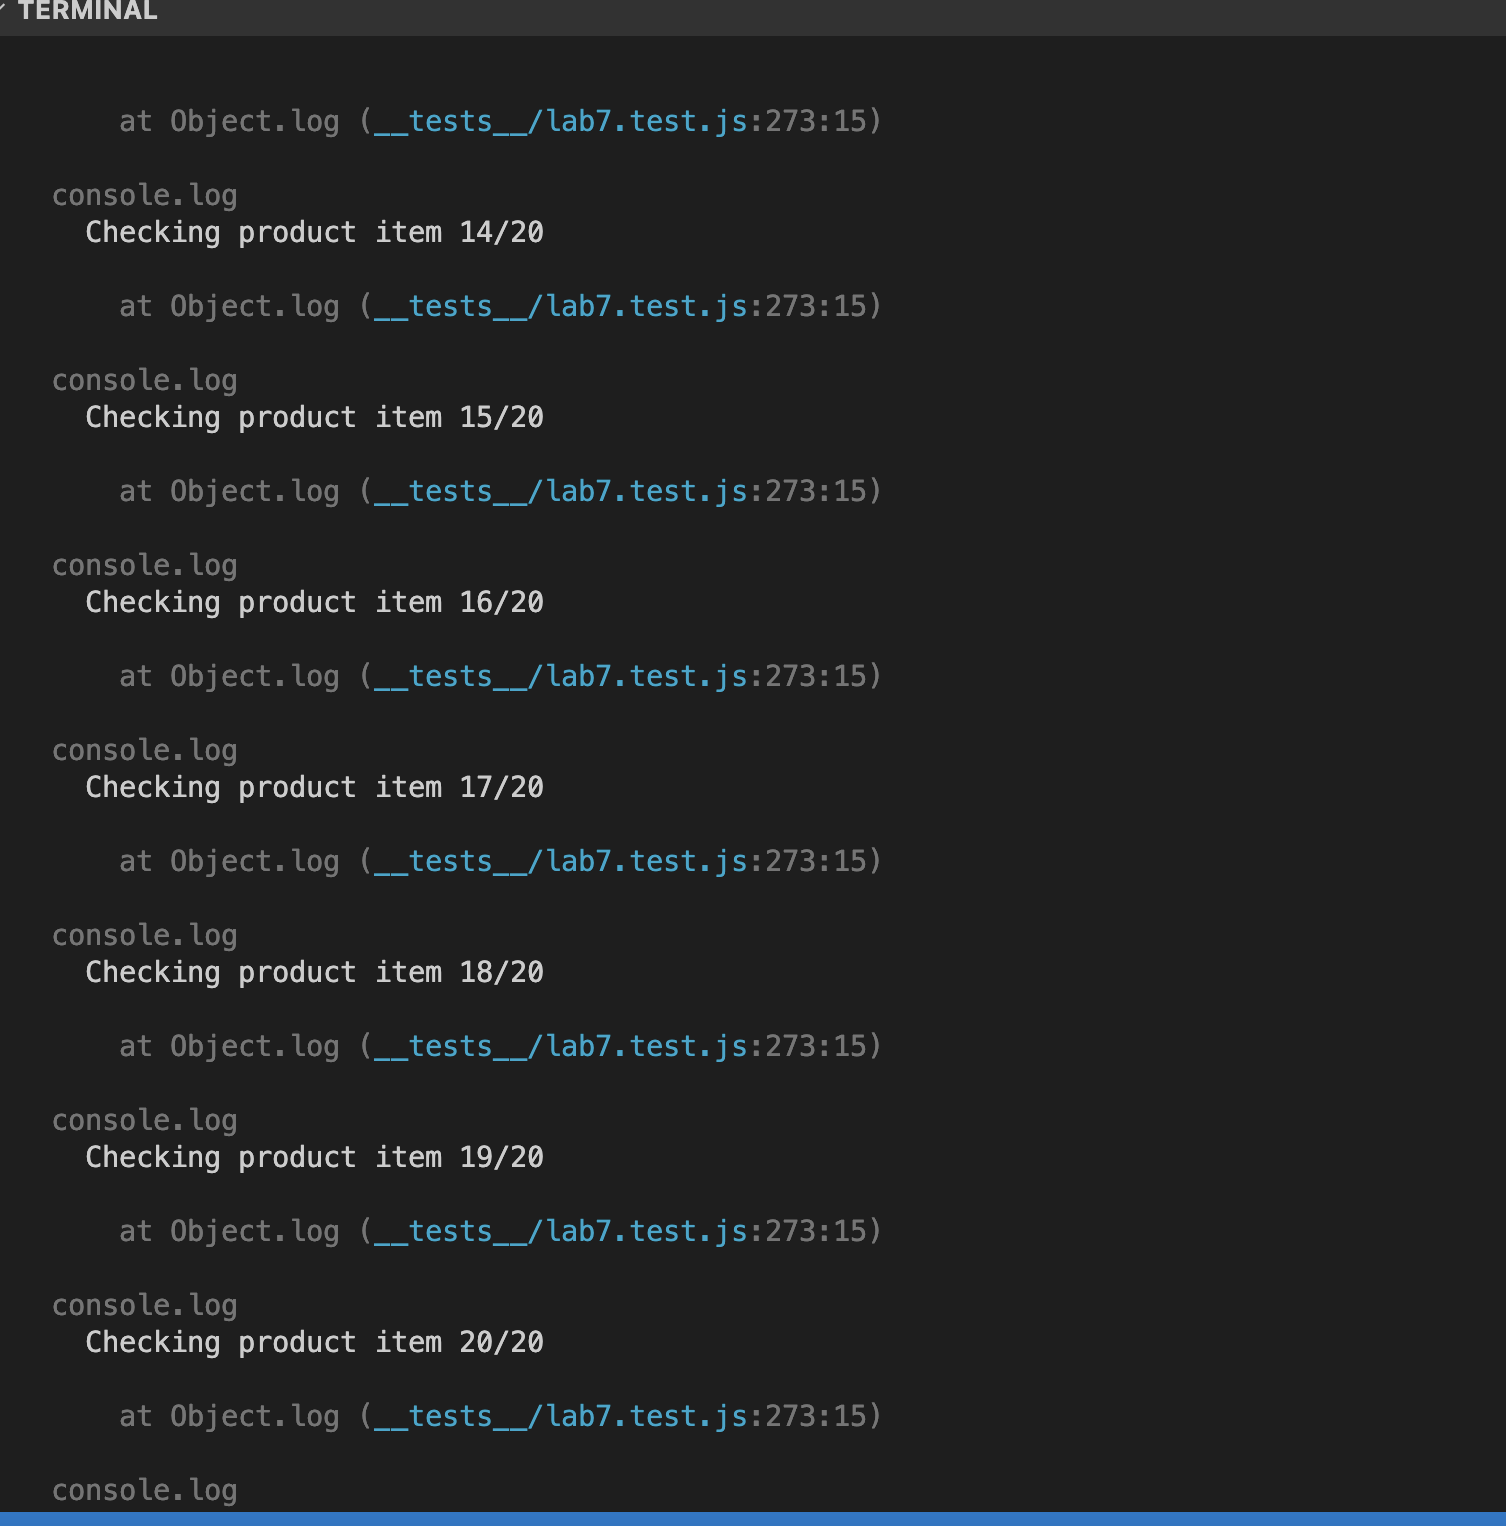 TERMINAL
at Object.log (__tests__/lab7.test.js:273:15)
console.log
Checking product item 14/20
at Object.log (__tests__/lab7.test.js:273:15)
console.log
Checking product item 15/20
at Object.log (__tests__/lab7.test.js:273:15)
console.log
Checking product item 16/20
at Object.log (__tests__/lab7.test.js:273:15)
console.log
Checking product item 17/20
at Object.log (__tests__/lab7.test.js:273:15)
console.log
Checking product item 18/20
at Object.log (__tests__/lab7.test.js:273:15)
console.log
Checking product item 19/20
at Object.log (__tests__/lab7.test.js:273:15)
console.log
Checking product item 20/20
at Object.log (__tests__/lab7.test.js:273:15)
console.log